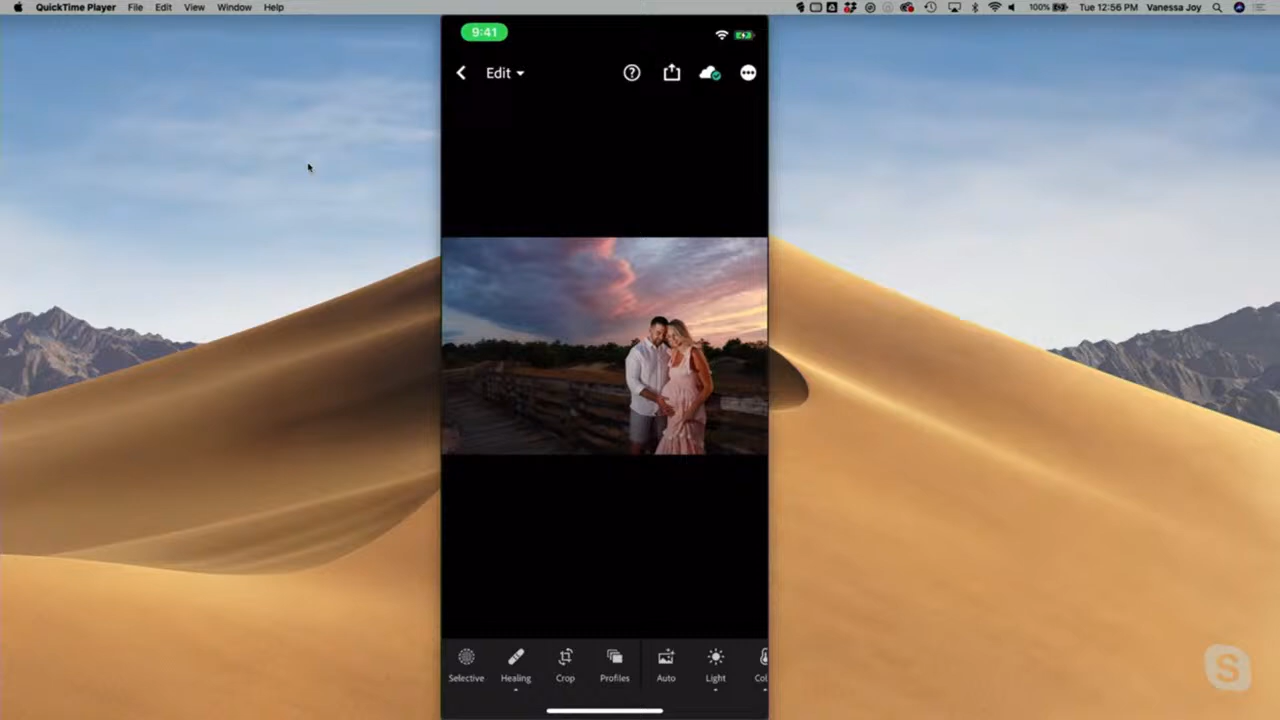 QuickTime Player File Edit View Window Help 100% Tue 12:56 PM Vanessa Joy
9:41
Edit
Selective Healing Crop Profiles Auto Light Col
S